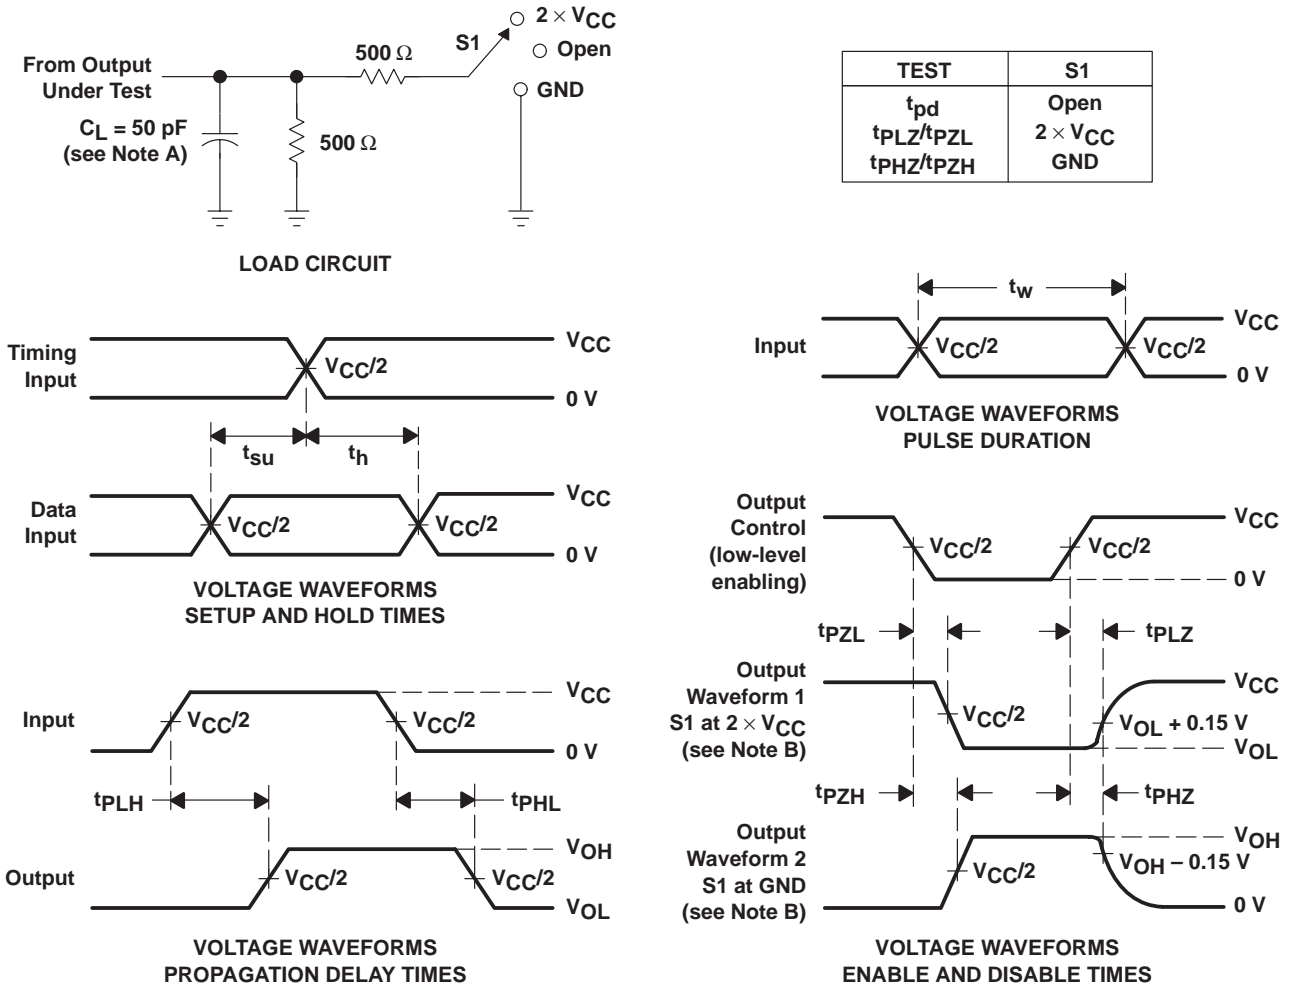 From Output
Under Test
CL = 50 pF
(see Note A)
500 Ω
500 Ω
S1
2 × VCC
Open
GND
LOAD CIRCUIT
TEST S1
tpd Open
tPLZ/tPZL 2 × VCC
tPHZ/tPZH GND
Timing
Input
VCC/2
VCC
0 V
tsu
th
Data
Input
VCC/2
VCC/2
VCC
0 V
VOLTAGE WAVEFORMS
SETUP AND HOLD TIMES
tw
Input
VCC/2
VCC/2
VCC
0 V
VOLTAGE WAVEFORMS
PULSE DURATION
Input
VCC/2
VCC/2
VCC
0 V
tPLH
tPHL
Output
VCC/2
VCC/2
VOH
VOL
VOLTAGE WAVEFORMS
PROPAGATION DELAY TIMES
Output
Control
(low-level
enabling)
VCC/2
VCC/2
VCC
0 V
tPZL
tPLZ
Output
Waveform 1
S1 at 2 × VCC
(see Note B)
VCC/2
VCC
VOL + 0.15 V
VOL
tPZH
tPHZ
Output
Waveform 2
S1 at GND
(see Note B)
VCC/2
VOH
VOH − 0.15 V
0 V
VOLTAGE WAVEFORMS
ENABLE AND DISABLE TIMES